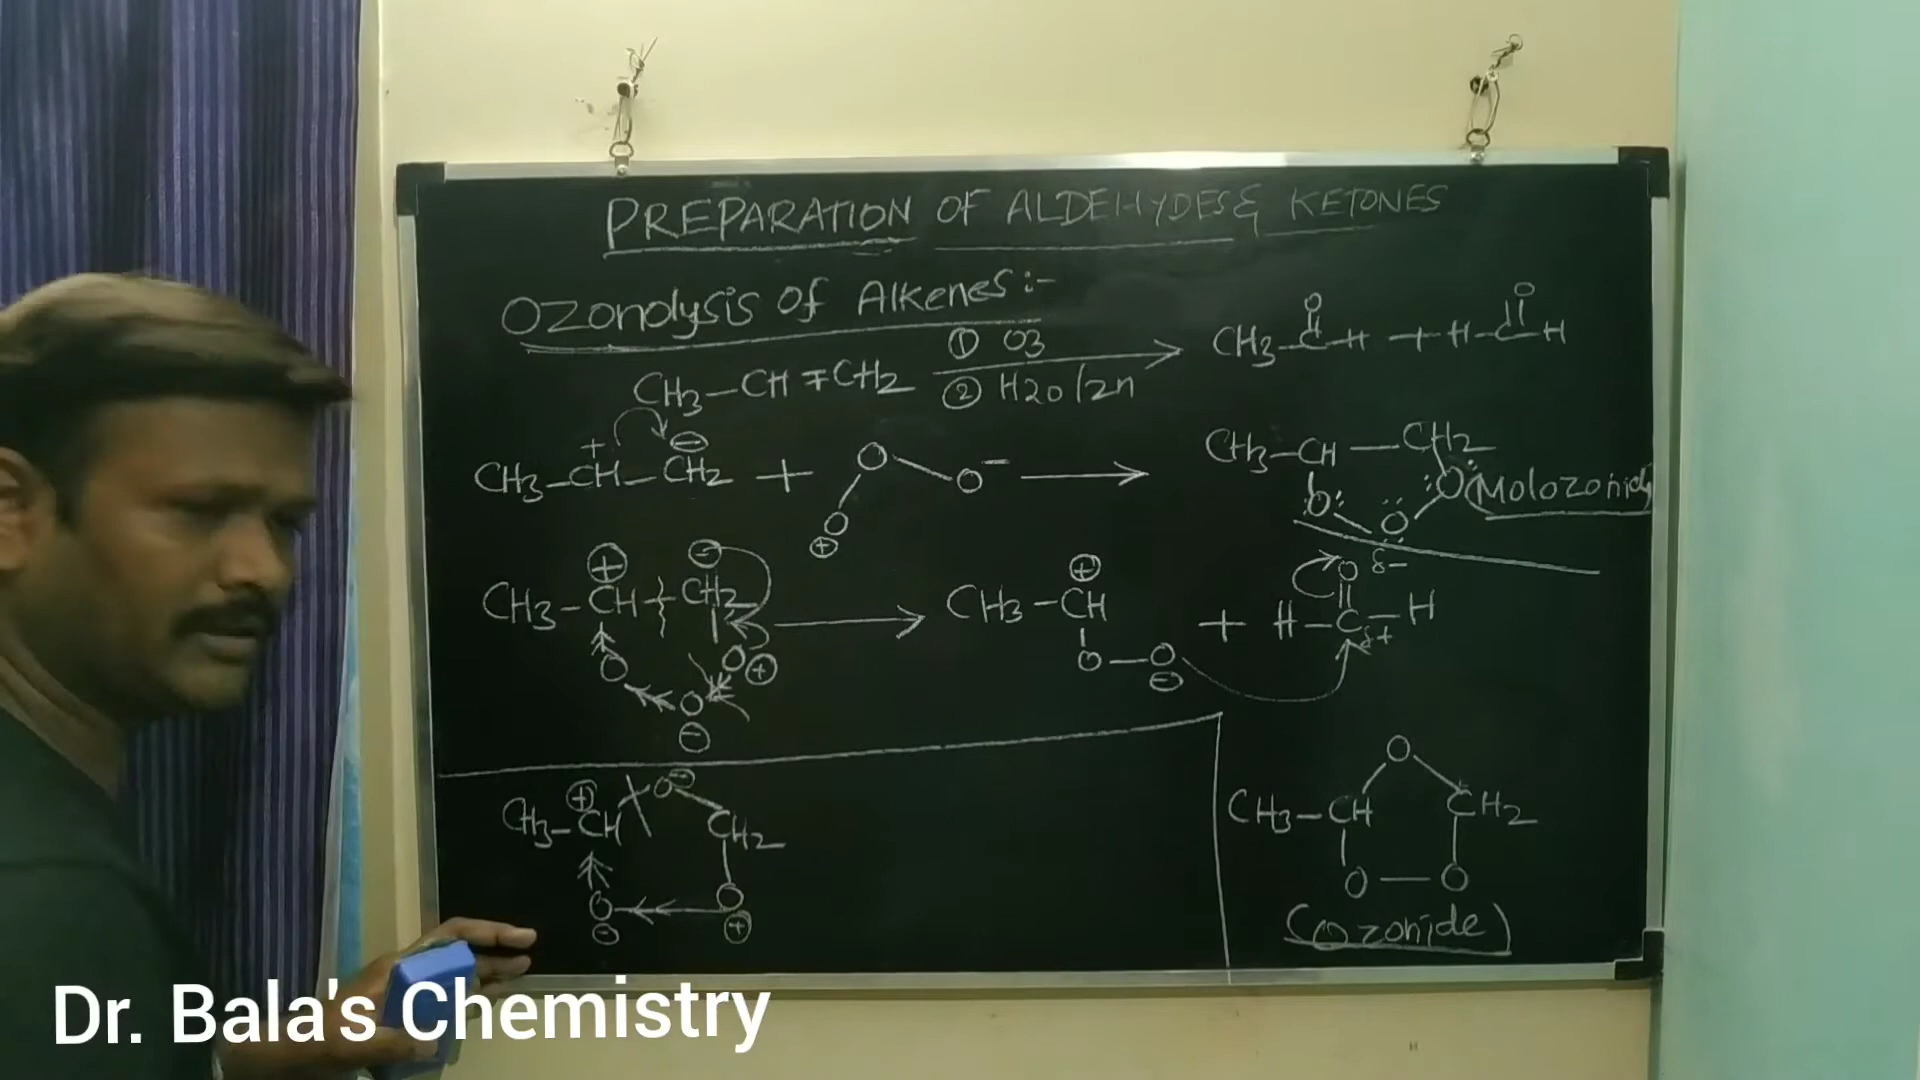 PREPARATION OF ALDEHYDES & KETONES
Ozonolysis of Alkenes :-
CH3-CH=CH2 ① O3 ② H2O/Zn → CH3-C(=O)-H + H-C(=O)-H
CH3-CH(+)-CH2(⊖) + ⊕O-O-O⁻ → CH3-CH-CH2 O: O O (Molozonide)
CH3-CH(⊕)-CH2(⊖) O O⊖ O⊕ → CH3-CH(⊕)-O-O⊖ + H-C(=O)-H δ- δ+
CH3-CH⊕ O⊖ CH2 O⊖ O⊕
CH3-CH O CH2 O-O
(Ozonide)
Dr. Bala's Chemistry